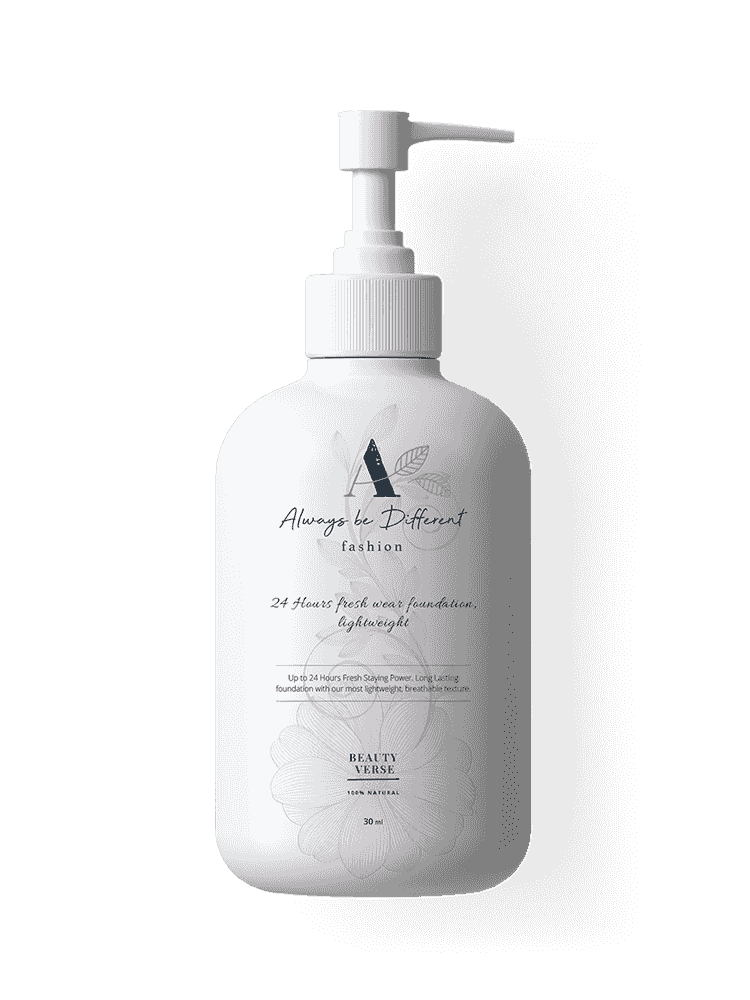 A
Always be Different
fashion
24 Hours fresh wear foundation,
lightweight
Up to 24 Hours Fresh Staying Power. Long Lasting
foundation with our most lightweight, breathable texture.
BEAUTY
VERSE
100% NATURAL
30 ml